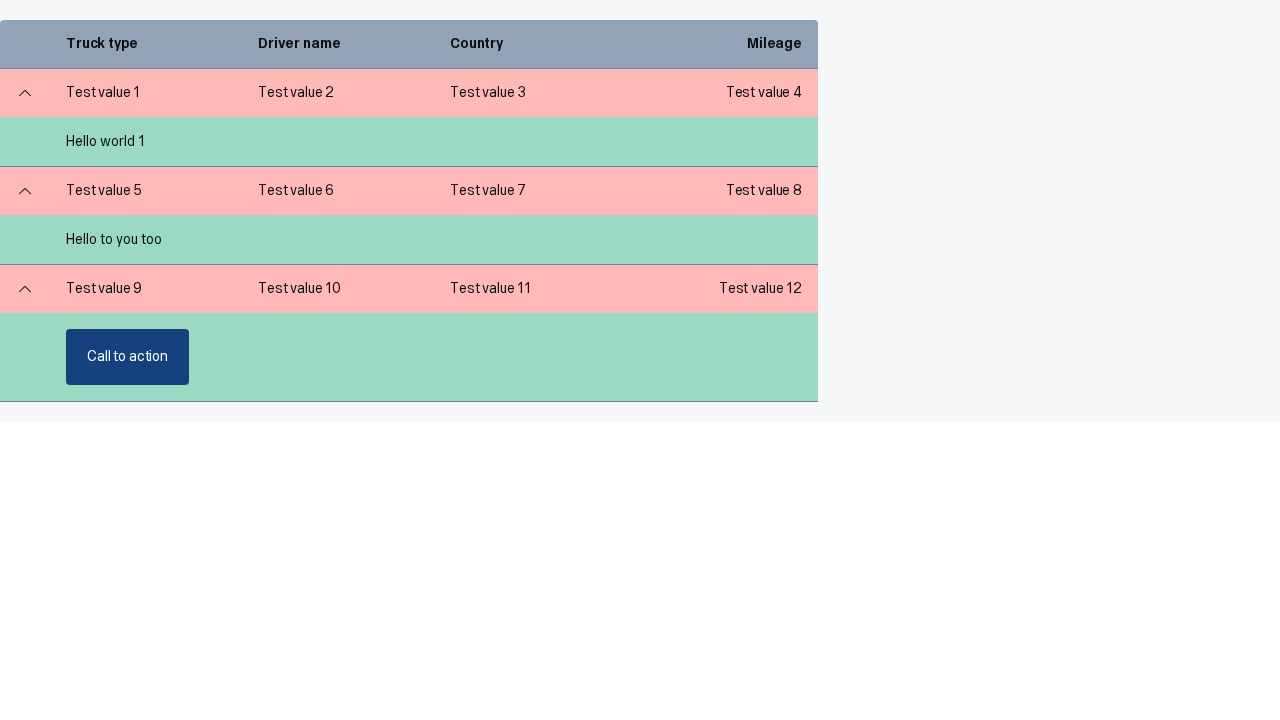 Truck type Driver name Country Mileage
Test value 1 Test value 2 Test value 3 Test value 4
Hello world 1
Test value 5 Test value 6 Test value 7 Test value 8
Hello to you too
Test value 9 Test value 10 Test value 11 Test value 12
Call to action